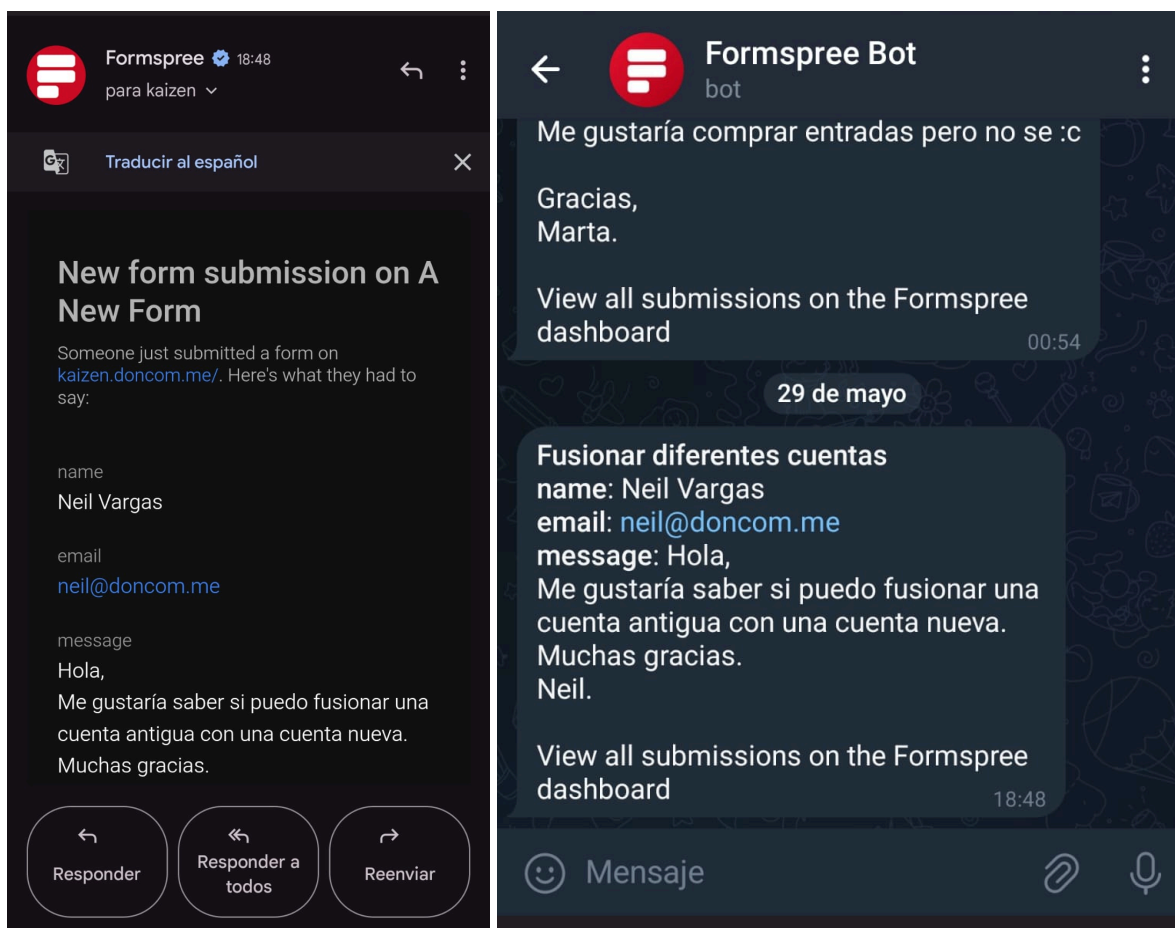 Formspree 18:48
para kaizen
Traducir al español
New form submission on A
New Form
Someone just submitted a form on
kaizen.doncom.me/. Here's what they had to
say:
name
Neil Vargas
email
neil@doncom.me
message
Hola,
Me gustaría saber si puedo fusionar una
cuenta antigua con una cuenta nueva.
Muchas gracias.
Responder
Responder a
todos
Reenviar
Formspree Bot
bot
Me gustaría comprar entradas pero no se :c
Gracias,
Marta.
View all submissions on the Formspree
dashboard
00:54
29 de mayo
Fusionar diferentes cuentas
name: Neil Vargas
email: neil@doncom.me
message: Hola,
Me gustaría saber si puedo fusionar una
cuenta antigua con una cuenta nueva.
Muchas gracias.
Neil.
View all submissions on the Formspree
dashboard
18:48
Mensaje